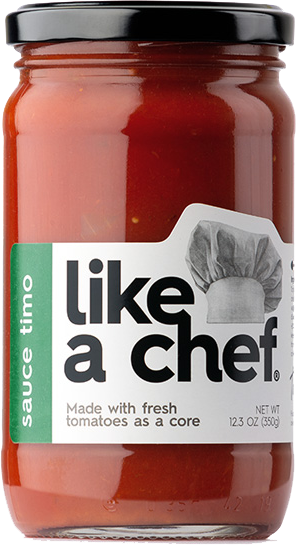 sauce timo
like
a chef.®
Made with fresh
tomatoes as a core
NET WT
12.3 OZ (350g)